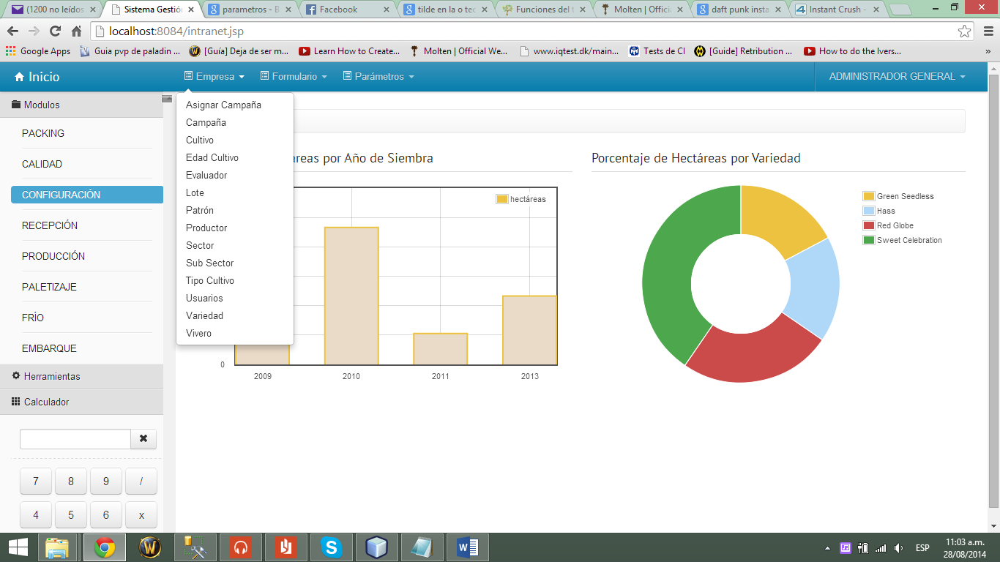 (1200 no leídos
Sistema Gestió
parametros - B
Facebook
tilde en la o tec
Funciones del t
Molten | Offici
daft punk insta
Instant Crush -
localhost:8084/intranet.jsp
Google Apps
Guia pvp de paladin ...
[Guía] Deja de ser m...
Learn How to Create...
Molten | Official We...
www.iqtest.dk/main...
Tests de CI
[Guide] Retribution ...
How to do the Ivers...
»
Inicio
Empresa
Formulario
Parámetros
ADMINISTRADOR GENERAL
Modulos
PACKING
CALIDAD
CONFIGURACIÓN
RECEPCIÓN
PRODUCCIÓN
PALETIZAJE
FRÍO
EMBARQUE
Herramientas
Calculador
7 8 9 /
4 5 6 x
Asignar Campaña
Campaña
Cultivo
Edad Cultivo
Evaluador
Lote
Patrón
Productor
Sector
Sub Sector
Tipo Cultivo
Usuarios
Variedad
Vivero
áreas por Año de Siembra
hectáreas
0
2009 2010 2011 2013
Porcentaje de Hectáreas por Variedad
Green Seedless
Hass
Red Globe
Sweet Celebration
ESP
11:03 a.m.
28/08/2014